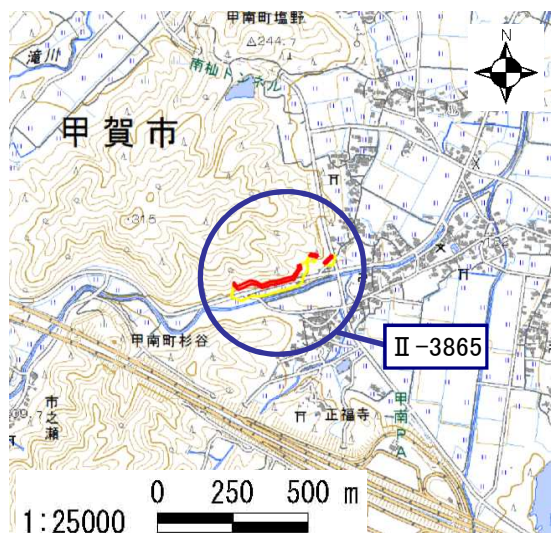 甲南町塩野
△244.7
滝川
南杣トンネル
N
甲賀市
・315
Ⅱ-3865
甲南町杉谷
市之瀬
正福寺
甲南PA
0 250 500 m
1:25000